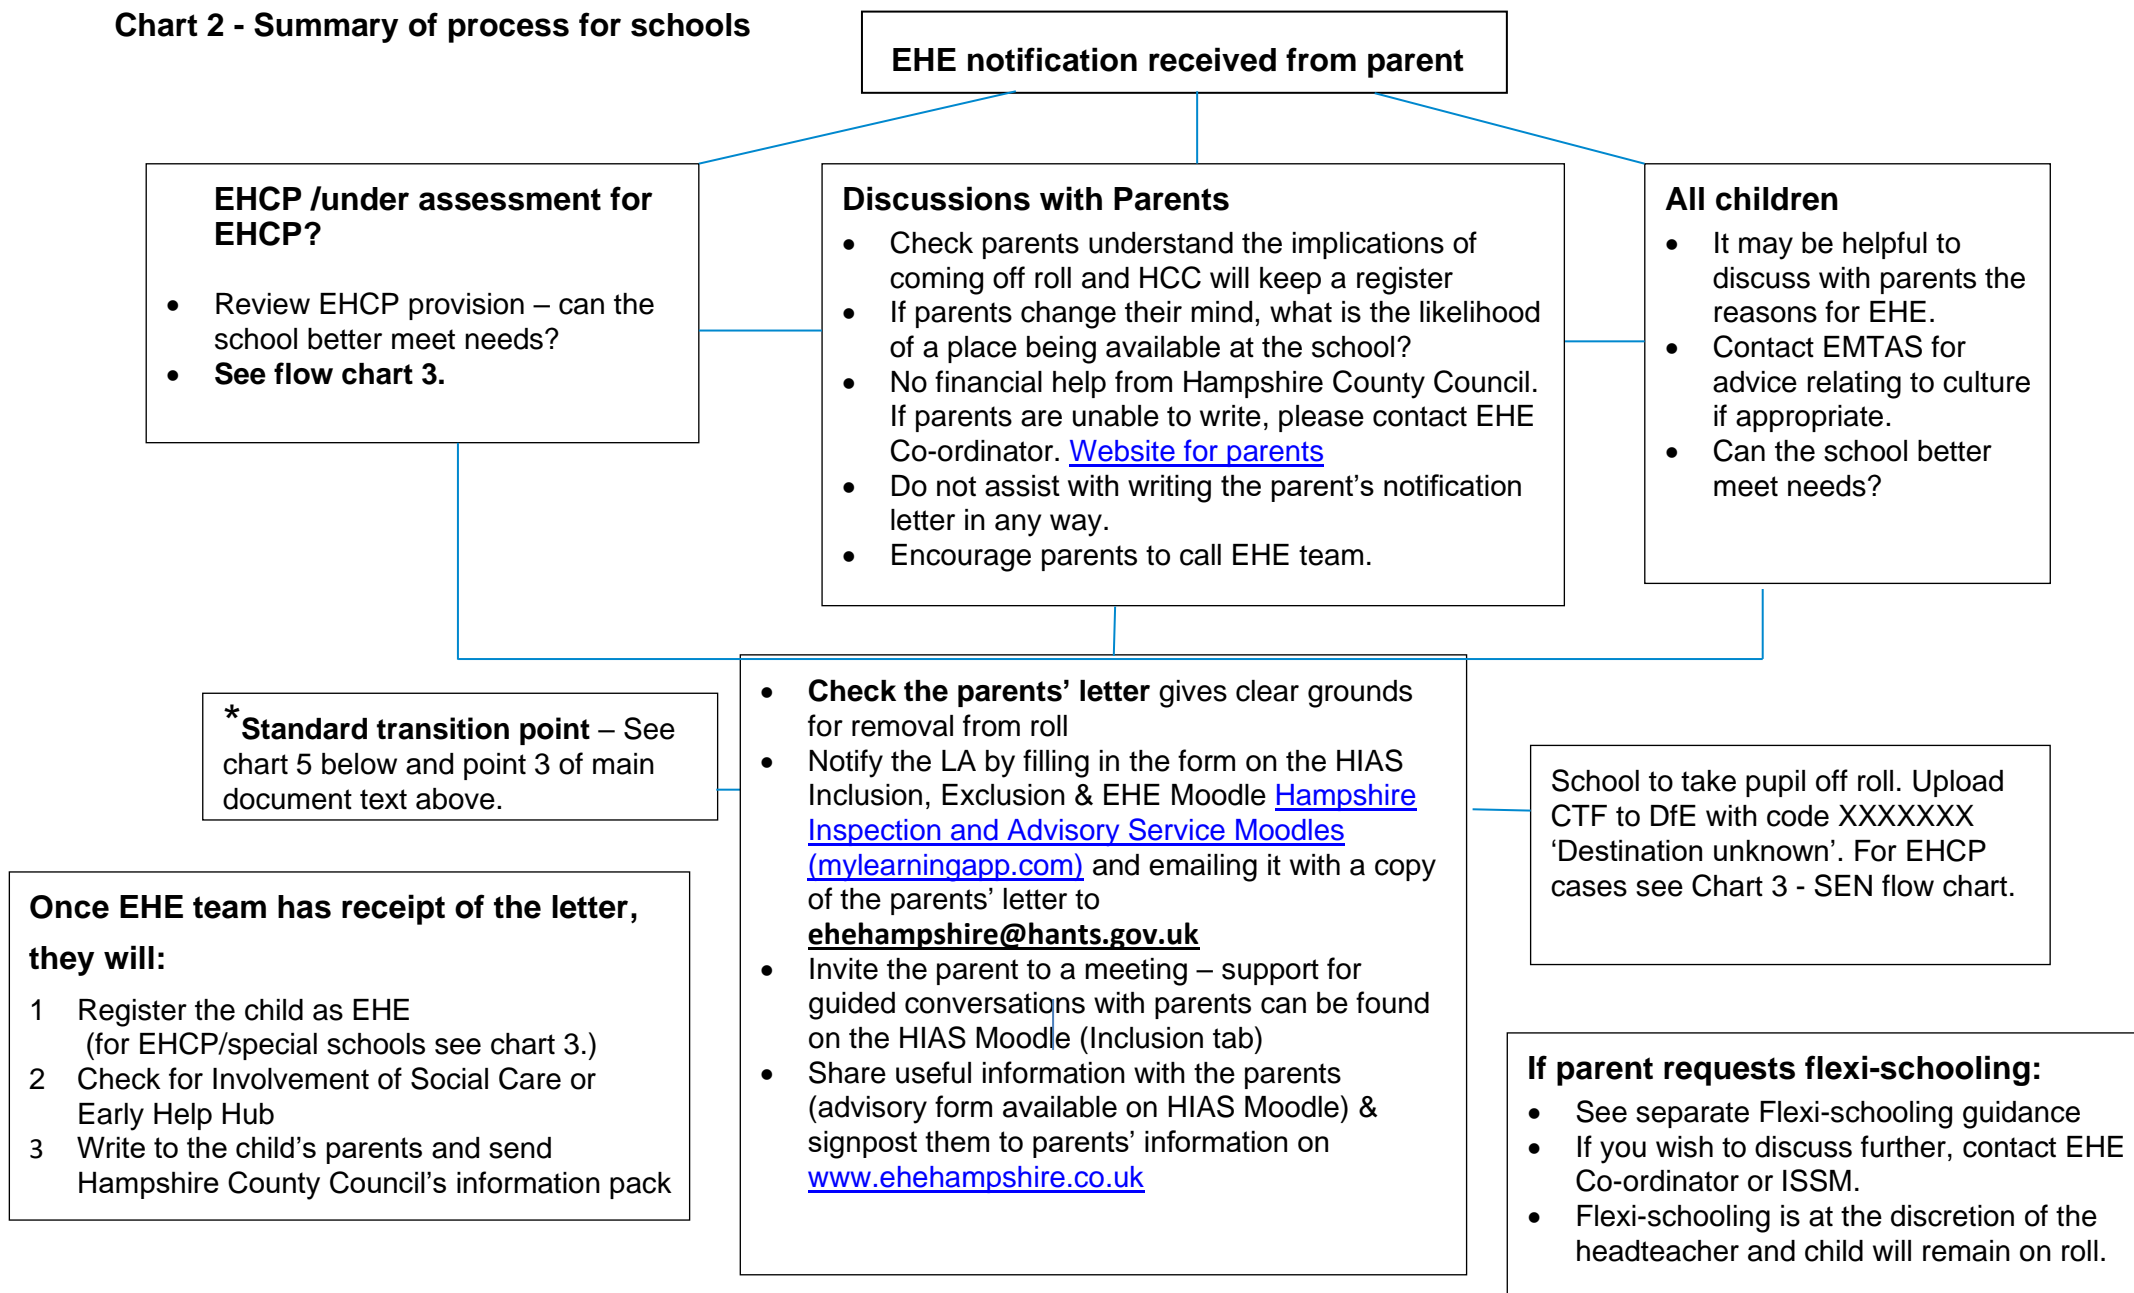 Chart 2 - Summary of process for schools
EHE notification received from parent
EHCP /under assessment for
EHCP?
• Review EHCP provision – can the
school better meet needs?
• See flow chart 3.
Discussions with Parents
• Check parents understand the implications of
coming off roll and HCC will keep a register
• If parents change their mind, what is the likelihood
of a place being available at the school?
• No financial help from Hampshire County Council.
If parents are unable to write, please contact EHE
Co-ordinator. Website for parents
• Do not assist with writing the parent’s notification
letter in any way.
• Encourage parents to call EHE team.
All children
• It may be helpful to
discuss with parents the
reasons for EHE.
• Contact EMTAS for
advice relating to culture
if appropriate.
• Can the school better
meet needs?
*Standard transition point – See
chart 5 below and point 3 of main
document text above.
• Check the parents’ letter gives clear grounds
for removal from roll
• Notify the LA by filling in the form on the HIAS
Inclusion, Exclusion & EHE Moodle Hampshire
Inspection and Advisory Service Moodles
(mylearningapp.com) and emailing it with a copy
of the parents’ letter to
ehehampshire@hants.gov.uk
• Invite the parent to a meeting – support for
guided conversations with parents can be found
on the HIAS Moodle (Inclusion tab)
• Share useful information with the parents
(advisory form available on HIAS Moodle) &
signpost them to parents’ information on
www.ehehampshire.co.uk
School to take pupil off roll. Upload
CTF to DfE with code XXXXXXX
‘Destination unknown’. For EHCP
cases see Chart 3 - SEN flow chart.
Once EHE team has receipt of the letter,
they will:
1 Register the child as EHE
(for EHCP/special schools see chart 3.)
2 Check for Involvement of Social Care or
Early Help Hub
3 Write to the child’s parents and send
Hampshire County Council’s information pack
If parent requests flexi-schooling:
• See separate Flexi-schooling guidance
• If you wish to discuss further, contact EHE
Co-ordinator or ISSM.
• Flexi-schooling is at the discretion of the
headteacher and child will remain on roll.